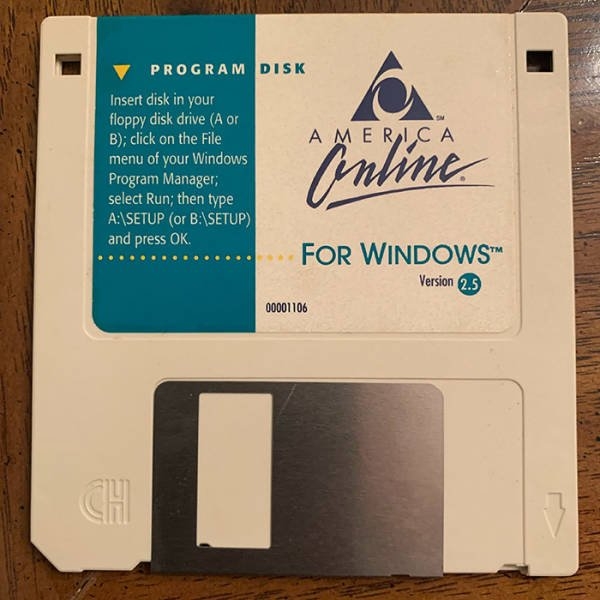 ▼ PROGRAM DISK
Insert disk in your
floppy disk drive (A or
B); click on the File
menu of your Windows
Program Manager;
select Run; then type
A:\SETUP (or B:\SETUP)
and press OK.
SM
AMERICA
Online®
FOR WINDOWS™
Version 2.5
00001106
CH